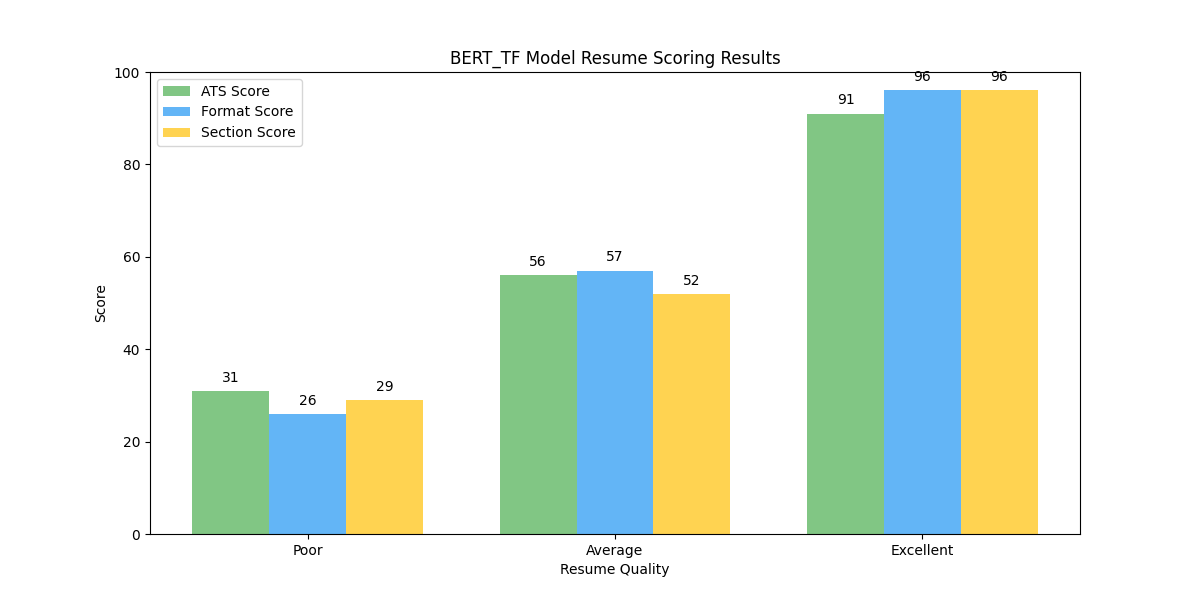 BERT_TF Model Resume Scoring Results
ATS Score
Format Score
Section Score
Score
100
80
60
40
20
0
31
26
29
56
57
52
91
96
96
Poor
Average
Excellent
Resume Quality